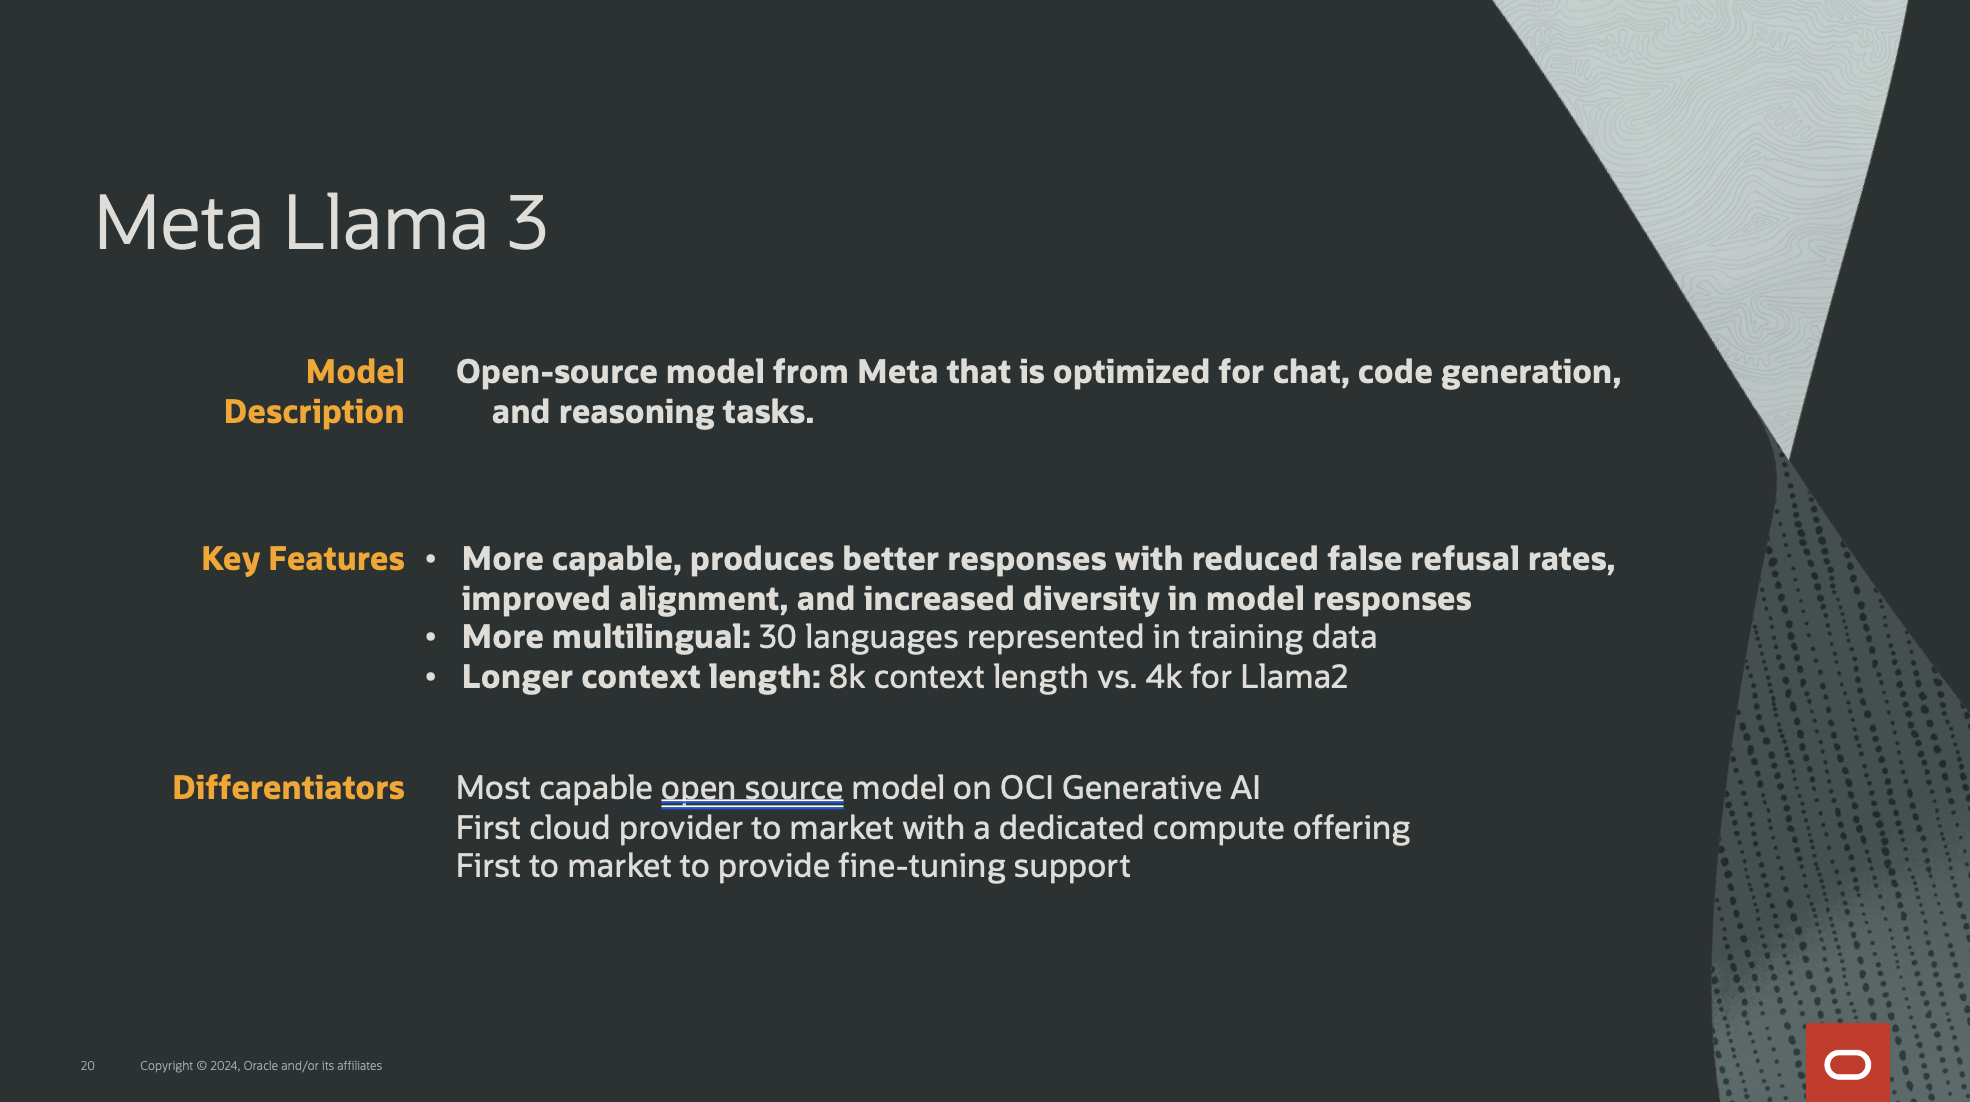 Meta Llama 3
Model
Description
Open-source model from Meta that is optimized for chat, code generation,
and reasoning tasks.
Key Features
• More capable, produces better responses with reduced false refusal rates,
improved alignment, and increased diversity in model responses
• More multilingual: 30 languages represented in training data
• Longer context length: 8k context length vs. 4k for Llama2
Differentiators
Most capable open source model on OCI Generative AI
First cloud provider to market with a dedicated compute offering
First to market to provide fine-tuning support
20 Copyright © 2024, Oracle and/or its affiliates